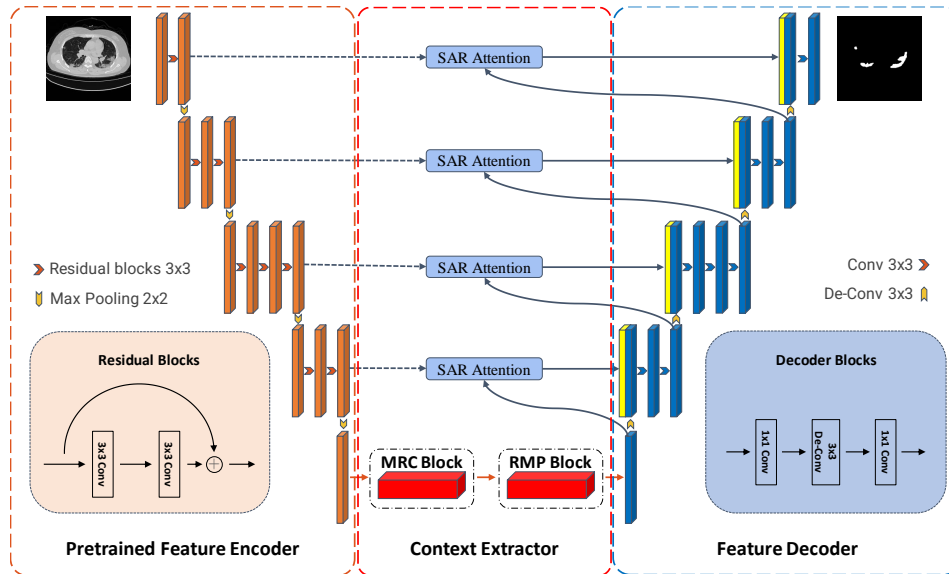 SAR Attention
SAR Attention
SAR Attention
SAR Attention
Residual blocks 3x3
Max Pooling 2x2
Conv 3x3
De-Conv 3x3
Residual Blocks
3x3 Conv
3x3 Conv
MRC Block
RMP Block
Decoder Blocks
1x1 Conv
3x3
De-Conv
1x1 Conv
Pretrained Feature Encoder
Context Extractor
Feature Decoder